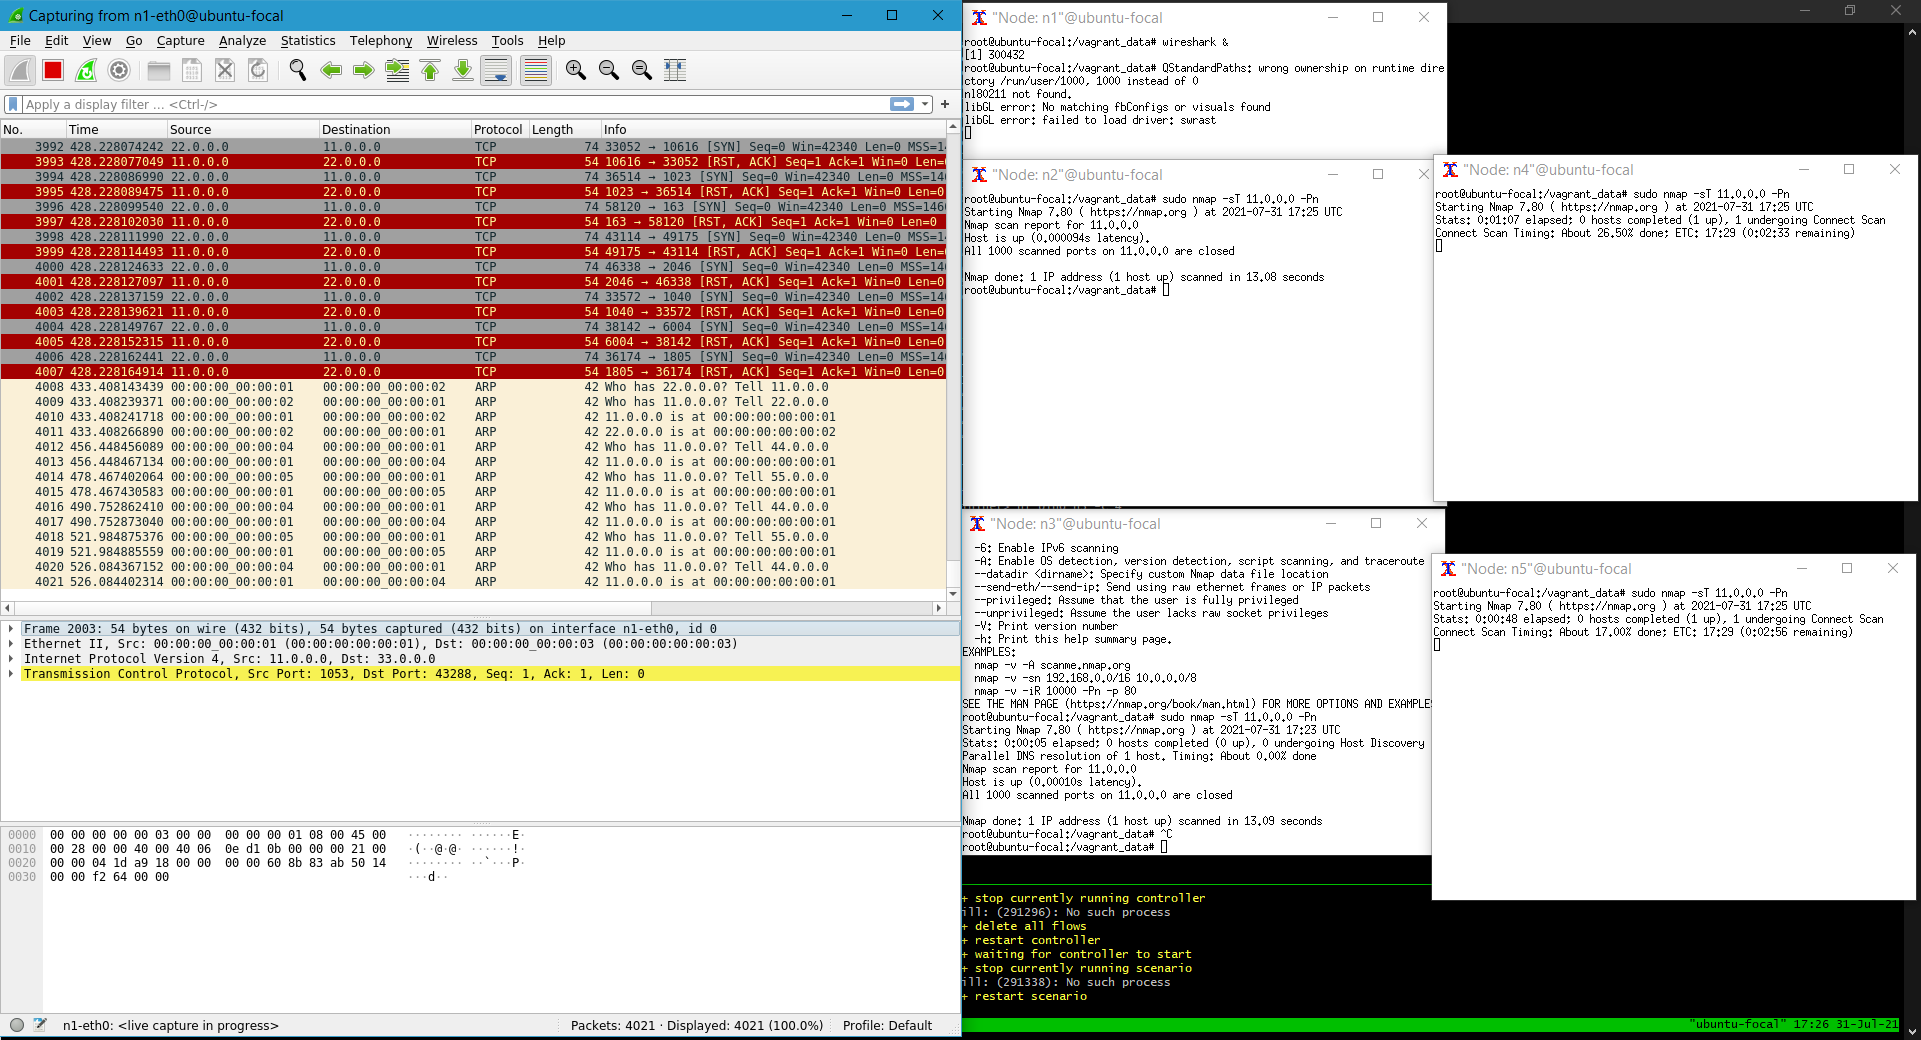 Capturing from n1-eth0@ubuntu-focal
File Edit View Go Capture Analyze Statistics Telephony Wireless Tools Help
Apply a display filter ... <Ctrl-/>
No. Time Source Destination Protocol Length Info
3992 428.228074242 22.0.0.0 11.0.0.0 TCP 74 33052 → 10616 [SYN] Seq=0 Win=42340 Len=0 MSS=14
3993 428.228077049 11.0.0.0 22.0.0.0 TCP 54 10616 → 33052 [RST, ACK] Seq=1 Ack=1 Win=0 Len=
3994 428.228086990 22.0.0.0 11.0.0.0 TCP 74 36514 → 1023 [SYN] Seq=0 Win=42340 Len=0 MSS=146
3995 428.228089475 11.0.0.0 22.0.0.0 TCP 54 1023 → 36514 [RST, ACK] Seq=1 Ack=1 Win=0 Len=0
3996 428.228099540 22.0.0.0 11.0.0.0 TCP 74 58120 → 163 [SYN] Seq=0 Win=42340 Len=0 MSS=1460
3997 428.228102030 11.0.0.0 22.0.0.0 TCP 54 163 → 58120 [RST, ACK] Seq=1 Ack=1 Win=0 Len=0
3998 428.228111990 22.0.0.0 11.0.0.0 TCP 74 43114 → 49175 [SYN] Seq=0 Win=42340 Len=0 MSS=14
3999 428.228114493 11.0.0.0 22.0.0.0 TCP 54 49175 → 43114 [RST, ACK] Seq=1 Ack=1 Win=0 Len=
4000 428.228124633 22.0.0.0 11.0.0.0 TCP 74 46338 → 2046 [SYN] Seq=0 Win=42340 Len=0 MSS=146
4001 428.228127097 11.0.0.0 22.0.0.0 TCP 54 2046 → 46338 [RST, ACK] Seq=1 Ack=1 Win=0 Len=0
4002 428.228137159 22.0.0.0 11.0.0.0 TCP 74 33572 → 1040 [SYN] Seq=0 Win=42340 Len=0 MSS=146
4003 428.228139621 11.0.0.0 22.0.0.0 TCP 54 1040 → 33572 [RST, ACK] Seq=1 Ack=1 Win=0 Len=0
4004 428.228149767 22.0.0.0 11.0.0.0 TCP 74 38142 → 6004 [SYN] Seq=0 Win=42340 Len=0 MSS=146
4005 428.228152315 11.0.0.0 22.0.0.0 TCP 54 6004 → 38142 [RST, ACK] Seq=1 Ack=1 Win=0 Len=0
4006 428.228162441 22.0.0.0 11.0.0.0 TCP 74 36174 → 1805 [SYN] Seq=0 Win=42340 Len=0 MSS=146
4007 428.228164914 11.0.0.0 22.0.0.0 TCP 54 1805 → 36174 [RST, ACK] Seq=1 Ack=1 Win=0 Len=0
4008 433.408143439 00:00:00_00:00:01 00:00:00_00:00:02 ARP 42 Who has 22.0.0.0? Tell 11.0.0.0
4009 433.408239371 00:00:00_00:00:02 00:00:00_00:00:01 ARP 42 Who has 11.0.0.0? Tell 22.0.0.0
4010 433.408241718 00:00:00_00:00:01 00:00:00_00:00:02 ARP 42 11.0.0.0 is at 00:00:00:00:00:01
4011 433.408266890 00:00:00_00:00:02 00:00:00_00:00:01 ARP 42 22.0.0.0 is at 00:00:00:00:00:02
4012 456.448456089 00:00:00_00:00:04 00:00:00_00:00:01 ARP 42 Who has 11.0.0.0? Tell 44.0.0.0
4013 456.448467134 00:00:00_00:00:01 00:00:00_00:00:04 ARP 42 11.0.0.0 is at 00:00:00:00:00:01
4014 478.467402064 00:00:00_00:00:05 00:00:00_00:00:01 ARP 42 Who has 11.0.0.0? Tell 55.0.0.0
4015 478.467430583 00:00:00_00:00:01 00:00:00_00:00:05 ARP 42 11.0.0.0 is at 00:00:00:00:00:01
4016 490.752862410 00:00:00_00:00:04 00:00:00_00:00:01 ARP 42 Who has 11.0.0.0? Tell 44.0.0.0
4017 490.752873040 00:00:00_00:00:01 00:00:00_00:00:04 ARP 42 11.0.0.0 is at 00:00:00:00:00:01
4018 521.984875376 00:00:00_00:00:05 00:00:00_00:00:01 ARP 42 Who has 11.0.0.0? Tell 55.0.0.0
4019 521.984885559 00:00:00_00:00:01 00:00:00_00:00:05 ARP 42 11.0.0.0 is at 00:00:00:00:00:01
4020 526.084367152 00:00:00_00:00:04 00:00:00_00:00:01 ARP 42 Who has 11.0.0.0? Tell 44.0.0.0
4021 526.084402314 00:00:00_00:00:01 00:00:00_00:00:04 ARP 42 11.0.0.0 is at 00:00:00:00:00:01
Frame 2003: 54 bytes on wire (432 bits), 54 bytes captured (432 bits) on interface n1-eth0, id 0
Ethernet II, Src: 00:00:00_00:00:01 (00:00:00:00:00:01), Dst: 00:00:00_00:00:03 (00:00:00:00:00:03)
Internet Protocol Version 4, Src: 11.0.0.0, Dst: 33.0.0.0
Transmission Control Protocol, Src Port: 1053, Dst Port: 43288, Seq: 1, Ack: 1, Len: 0
0000 00 00 00 00 00 03 00 00 00 00 00 01 08 00 45 00 ········ ······E·
0010 00 28 00 00 40 00 40 06 0e d1 0b 00 00 00 21 00 ·(··@·@· ······!·
0020 00 00 04 1d a9 18 00 00 00 00 60 8b 83 ab 50 14 ········ ··`···P·
0030 00 00 f2 64 00 00 ···d··
n1-eth0: <live capture in progress>
Packets: 4021 · Displayed: 4021 (100.0%)
Profile: Default
"Node: n1"@ubuntu-focal
root@ubuntu-focal:/vagrant_data# wireshark &
[1] 300432
root@ubuntu-focal:/vagrant_data# QStandardPaths: wrong ownership on runtime dire
ctory /run/user/1000, 1000 instead of 0
nl80211 not found.
libGL error: No matching fbConfigs or visuals found
libGL error: failed to load driver: swrast
"Node: n2"@ubuntu-focal
root@ubuntu-focal:/vagrant_data# sudo nmap -sT 11.0.0.0 -Pn
Starting Nmap 7.80 ( https://nmap.org ) at 2021-07-31 17:25 UTC
Nmap scan report for 11.0.0.0
Host is up (0.000094s latency).
All 1000 scanned ports on 11.0.0.0 are closed
Nmap done: 1 IP address (1 host up) scanned in 13.08 seconds
root@ubuntu-focal:/vagrant_data#
"Node: n4"@ubuntu-focal
root@ubuntu-focal:/vagrant_data# sudo nmap -sT 11.0.0.0 -Pn
Starting Nmap 7.80 ( https://nmap.org ) at 2021-07-31 17:25 UTC
Stats: 0:01:07 elapsed; 0 hosts completed (1 up), 1 undergoing Connect Scan
Connect Scan Timing: About 26.50% done; ETC: 17:29 (0:02:33 remaining)
"Node: n3"@ubuntu-focal
-6: Enable IPv6 scanning
-A: Enable OS detection, version detection, script scanning, and traceroute
--datadir <dirname>: Specify custom Nmap data file location
--send-eth/--send-ip: Send using raw ethernet frames or IP packets
--privileged: Assume that the user is fully privileged
--unprivileged: Assume the user lacks raw socket privileges
-V: Print version number
-h: Print this help summary page.
EXAMPLES:
nmap -v -A scanme.nmap.org
nmap -v -sn 192.168.0.0/16 10.0.0.0/8
nmap -v -iR 10000 -Pn -p 80
SEE THE MAN PAGE (https://nmap.org/book/man.html) FOR MORE OPTIONS AND EXAMPLE
root@ubuntu-focal:/vagrant_data# sudo nmap -sT 11.0.0.0 -Pn
Starting Nmap 7.80 ( https://nmap.org ) at 2021-07-31 17:23 UTC
Stats: 0:00:05 elapsed; 0 hosts completed (0 up), 0 undergoing Host Discovery
Parallel DNS resolution of 1 host. Timing: About 0.00% done
Nmap scan report for 11.0.0.0
Host is up (0.00010s latency).
All 1000 scanned ports on 11.0.0.0 are closed
Nmap done: 1 IP address (1 host up) scanned in 13.09 seconds
root@ubuntu-focal:/vagrant_data# ^C
root@ubuntu-focal:/vagrant_data#
"Node: n5"@ubuntu-focal
root@ubuntu-focal:/vagrant_data# sudo nmap -sT 11.0.0.0 -Pn
Starting Nmap 7.80 ( https://nmap.org ) at 2021-07-31 17:25 UTC
Stats: 0:00:48 elapsed; 0 hosts completed (1 up), 1 undergoing Connect Scan
Connect Scan Timing: About 17.00% done; ETC: 17:29 (0:02:56 remaining)
+ stop currently running controller
ill: (291296): No such process
+ delete all flows
+ restart controller
+ waiting for controller to start
+ stop currently running scenario
ill: (291338): No such process
+ restart scenario
"ubuntu-focal" 17:26 31-Jul-21